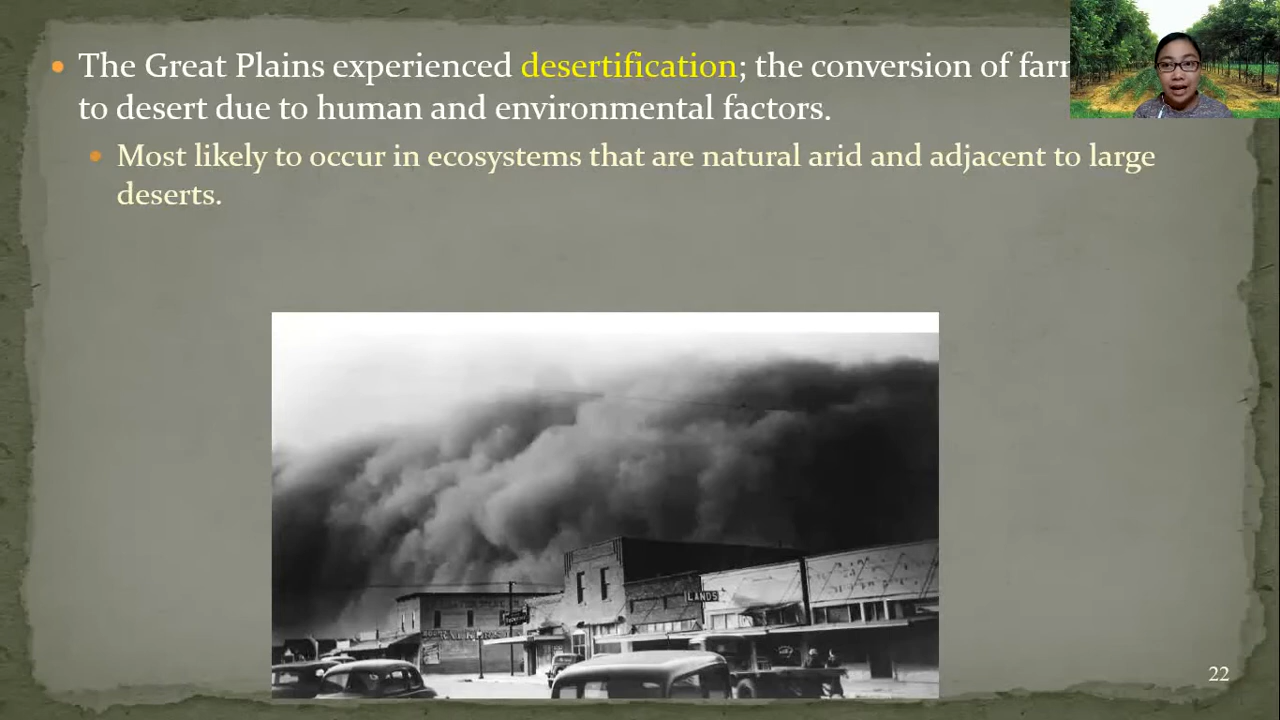 The Great Plains experienced desertification; the conversion of
to desert due to human and environmental factors.
Most likely to occur in ecosystems that are natural arid and adjacent to large
deserts.
LANDS
22